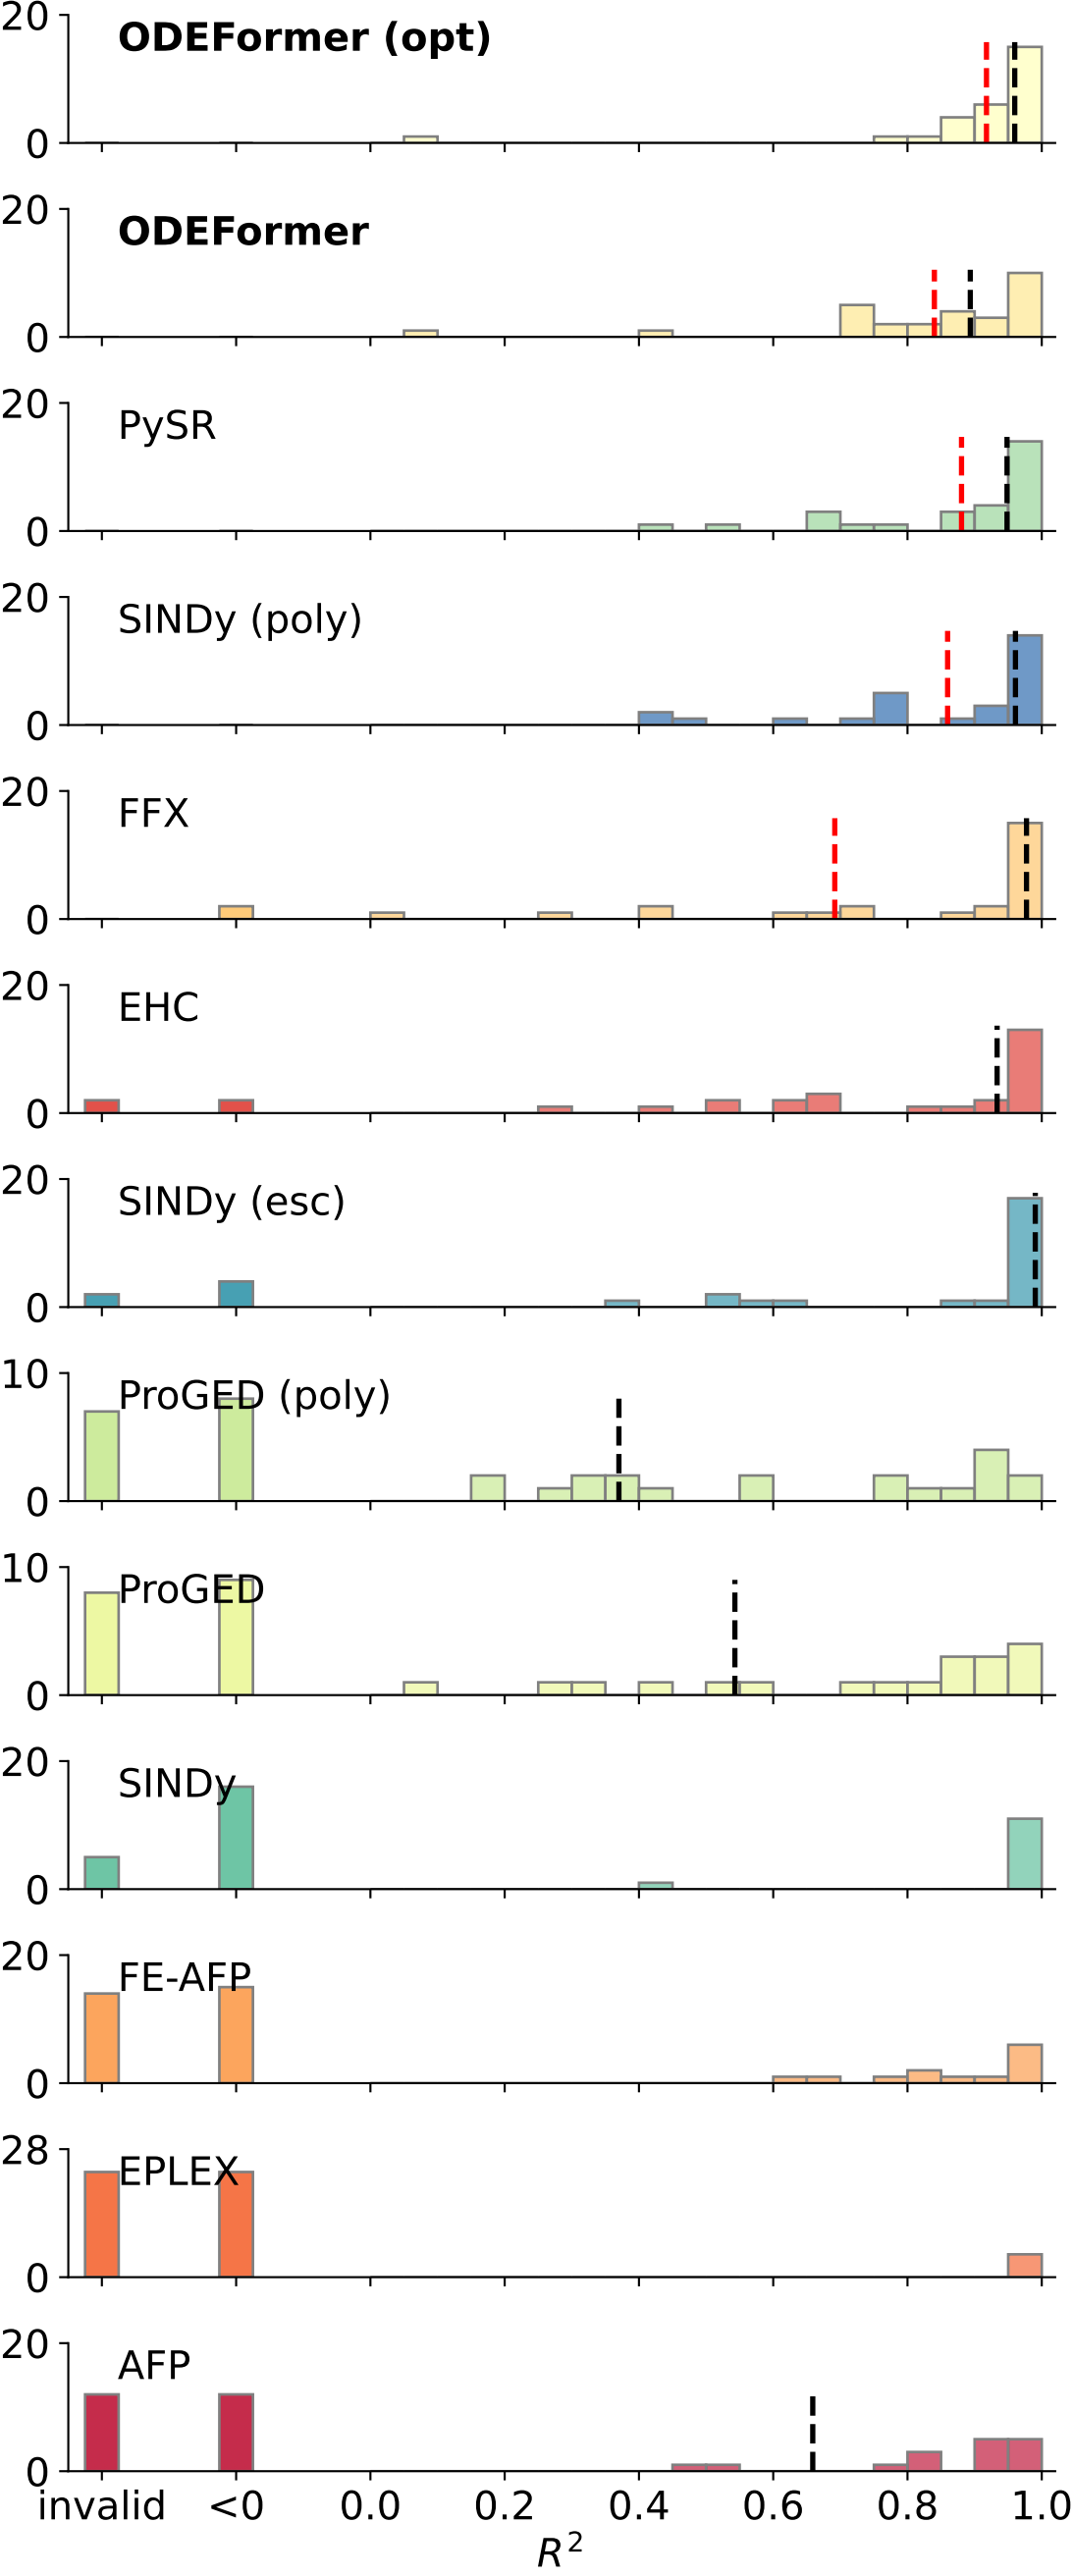 20
ODEFormer (opt)
0
20
ODEFormer
0
20
PySR
0
20
SINDy (poly)
0
20
FFX
0
20
EHC
0
20
SINDy (esc)
0
10
ProGED (poly)
0
10
ProGED
0
20
SINDy
0
20
FE-AFP
0
28
EPLEX
0
20
AFP
0
invalid <0 0.0 0.2 0.4 0.6 0.8 1.0
R²